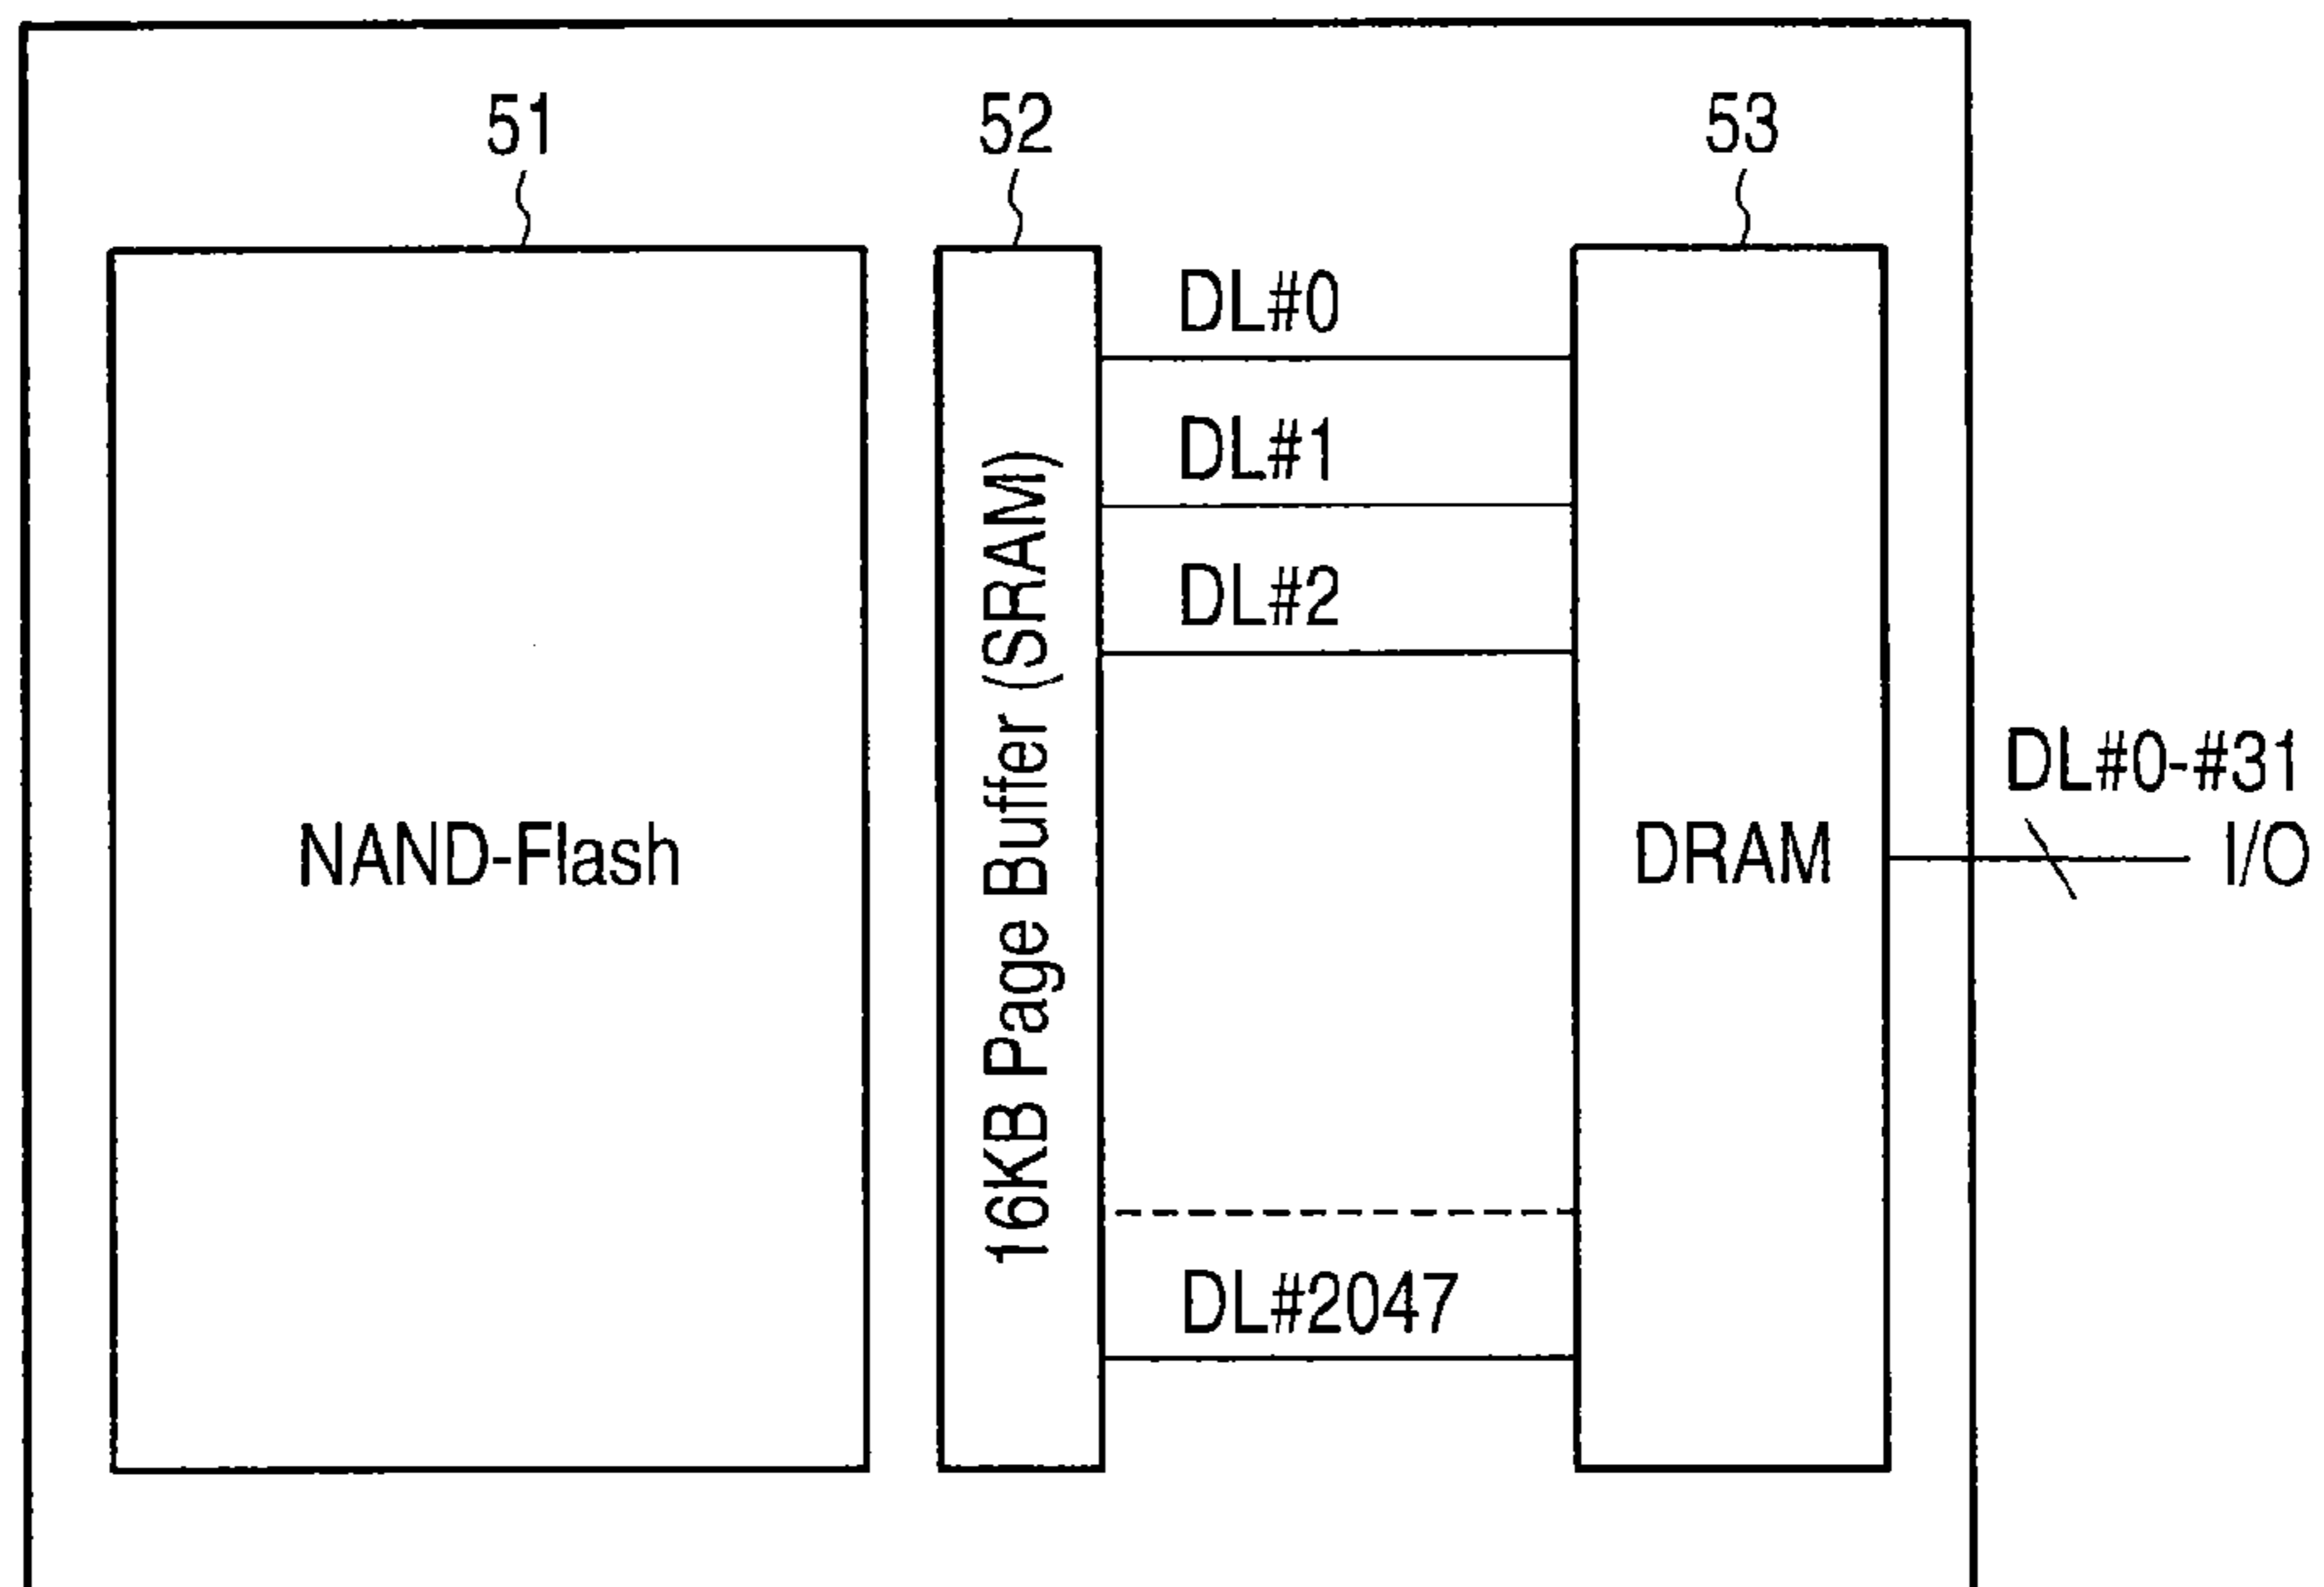 51
52
53
DL#0
DL#1
DL#2
DL#2047
NAND-Flash
16KB Page Buffer (SRAM)
DRAM
DL#0-#31
I/O